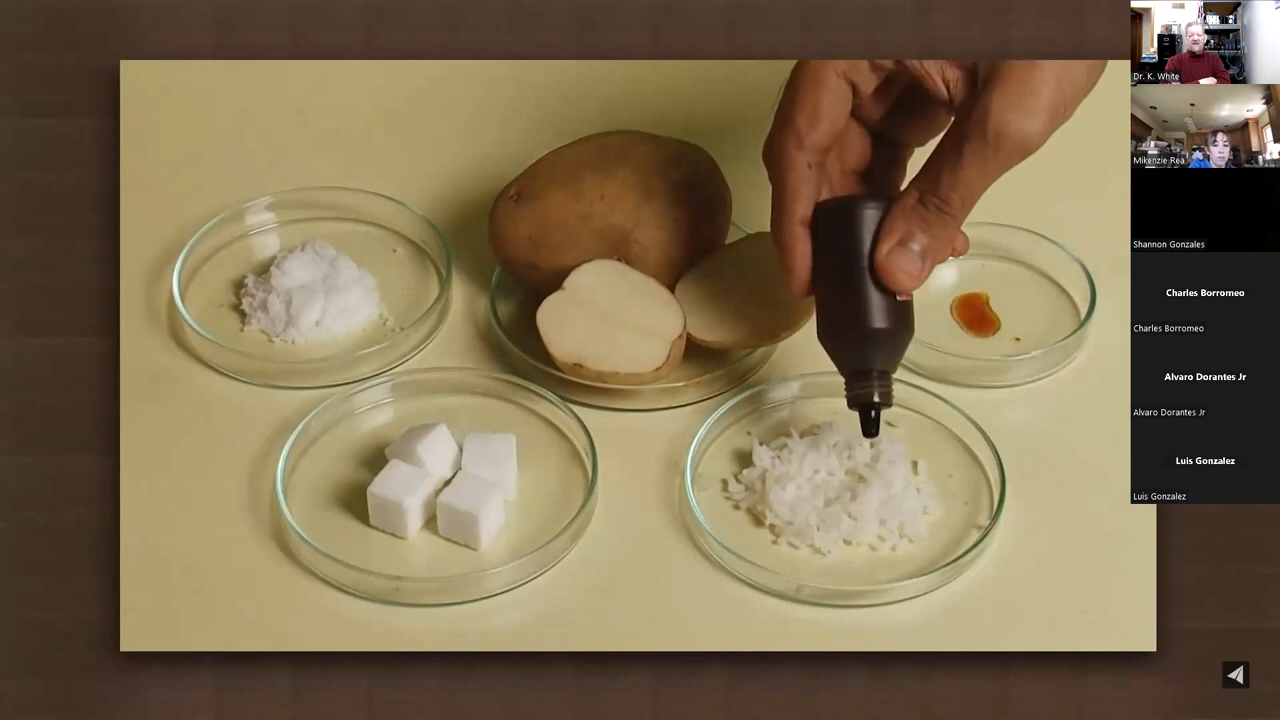 Dr. K. White
Mikenzie Rea
Shannon Gonzales
Charles Borromeo
Charles Borromeo
Alvaro Dorantes Jr
Alvaro Dorantes Jr
Luis Gonzalez
Luis Gonzalez